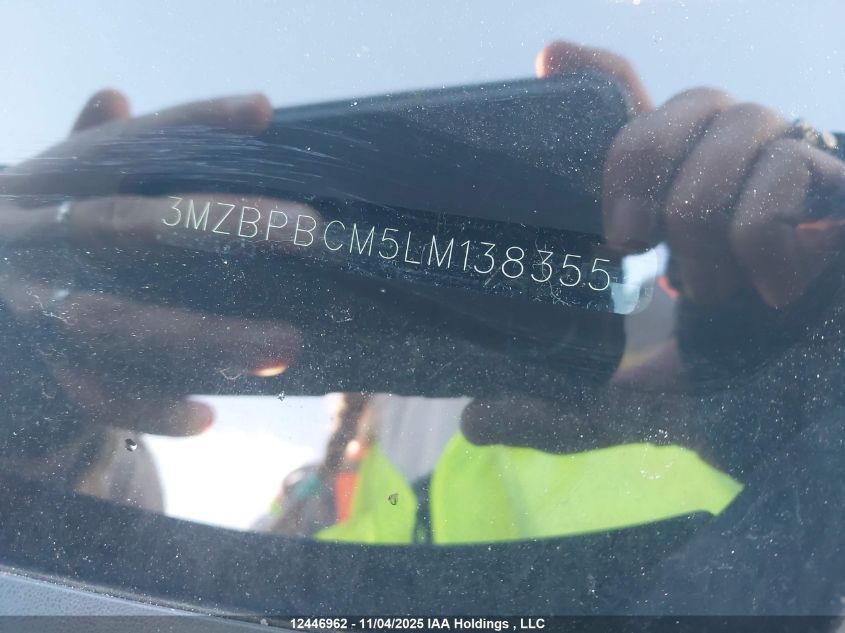 3MZBPBCM5LM138355
12446962 - 11/04/2025 IAA Holdings , LLC